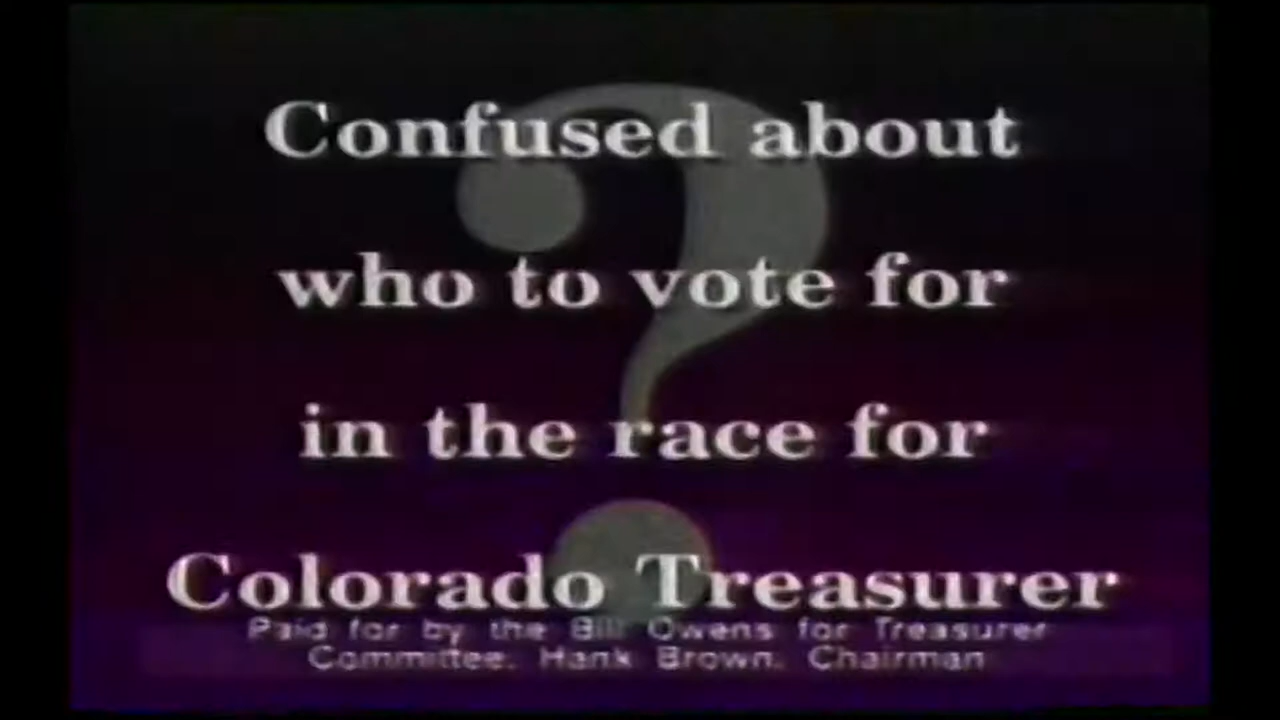 Confused about
who to vote for
in the race for
Colorado Treasurer
Paid for by the Bill Owens for Treasurer
Committee. Hank Brown. Chairman